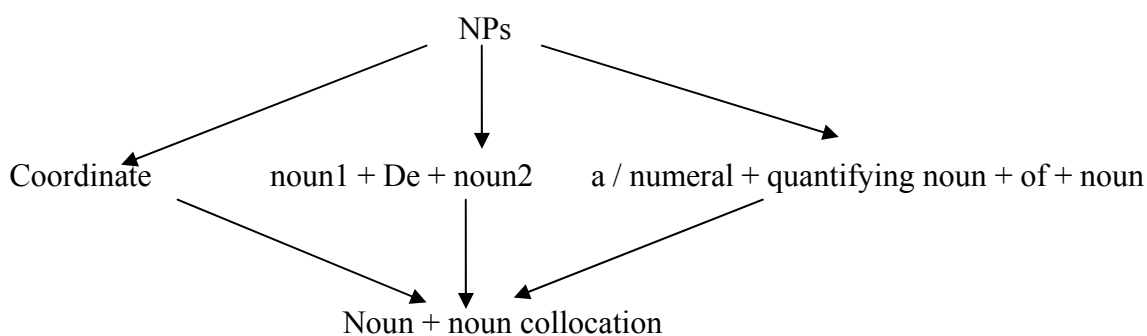 NPs
Coordinate noun1 + De + noun2 a / numeral + quantifying noun + of + noun
Noun + noun collocation